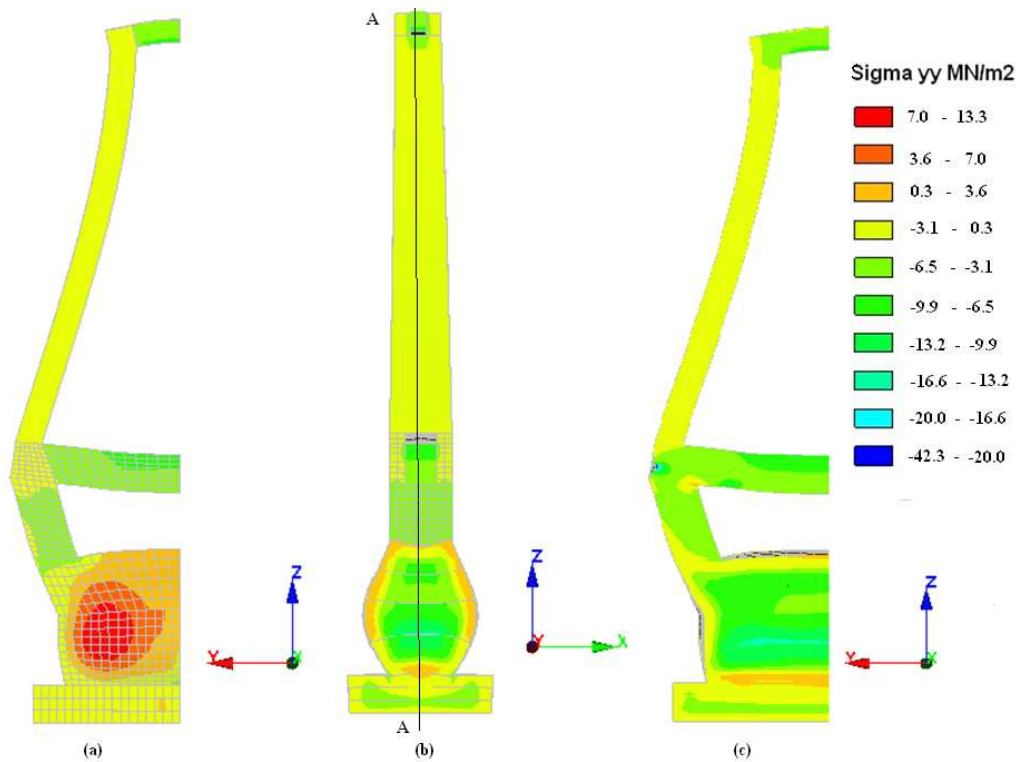 A
Sigma yy MN/m2
7.0 - 13.3
3.6 - 7.0
0.3 - 3.6
-3.1 - 0.3
-6.5 - -3.1
-9.9 - -6.5
-13.2 - -9.9
-16.6 - -13.2
-20.0 - -16.6
-42.3 - -20.0
Z
Y
X
Z
Y
X
Z
Y
X
A
(a)
(b)
(c)